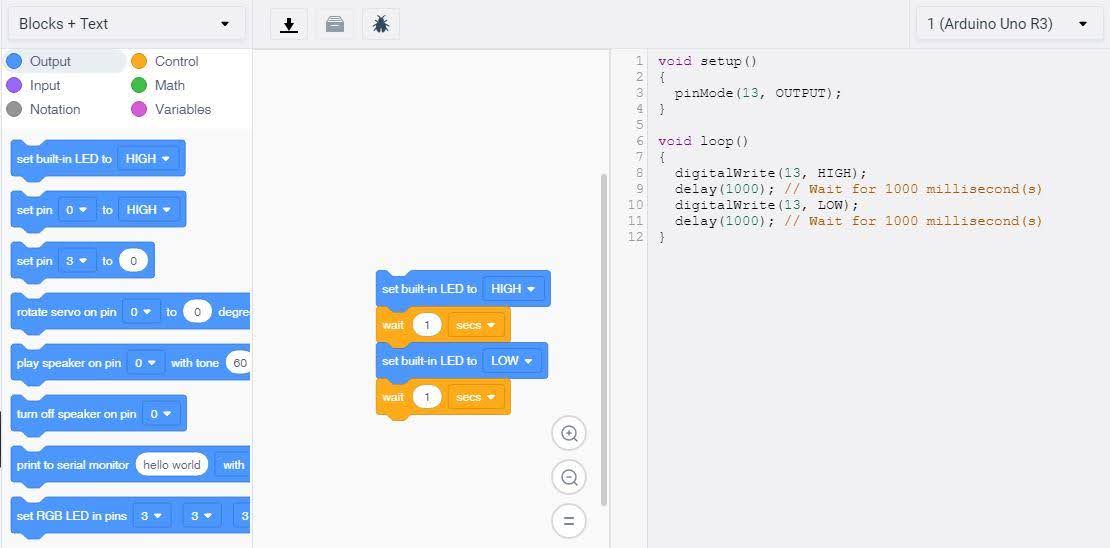 Blocks + Text
1 (Arduino Uno R3)
Output
Control
Input
Math
Notation
Variables
set built-in LED to HIGH
set pin 0 to HIGH
set pin 3 to 0
rotate servo on pin 0 to 0 degre
play speaker on pin 0 with tone 60
turn off speaker on pin 0
print to serial monitor hello world with
set RGB LED in pins 3 3 3
set built-in LED to HIGH
wait 1 secs
set built-in LED to LOW
wait 1 secs
1 void setup()
2 {
3 pinMode(13, OUTPUT);
4 }
5
6 void loop()
7 {
8 digitalWrite(13, HIGH);
9 delay(1000); // Wait for 1000 millisecond(s)
10 digitalWrite(13, LOW);
11 delay(1000); // Wait for 1000 millisecond(s)
12 }